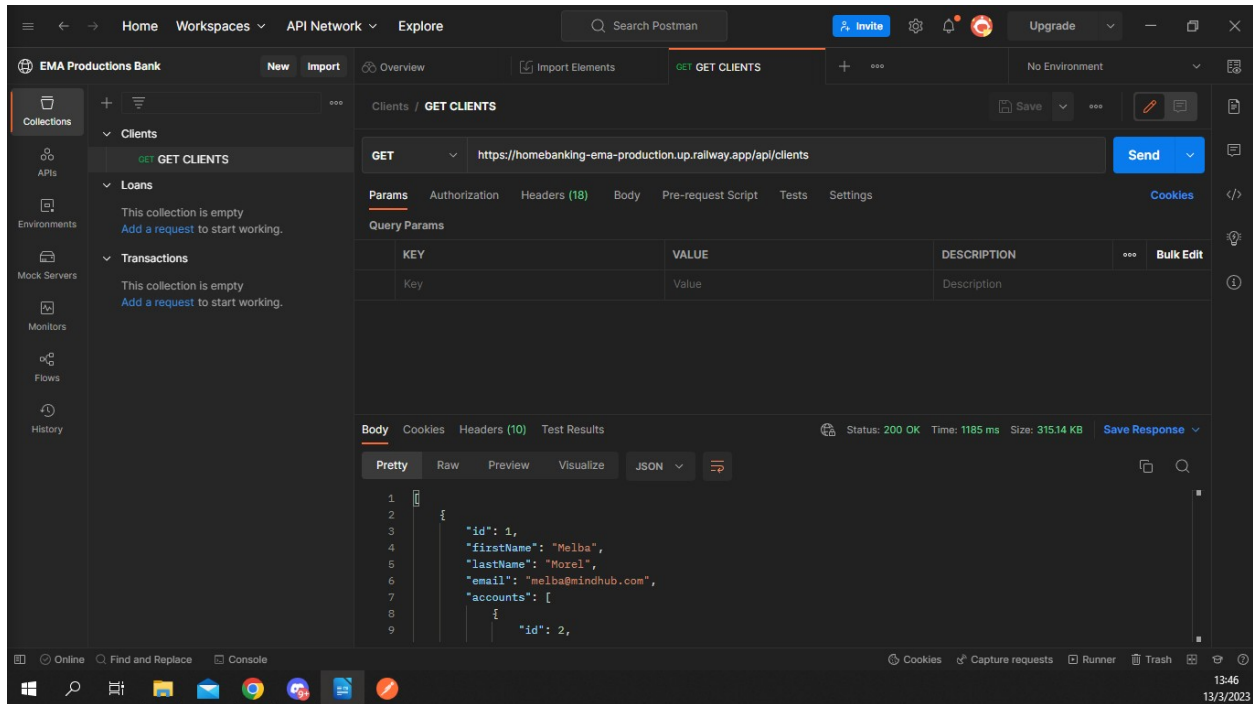 Home Workspaces API Network Explore Search Postman Invite Upgrade
EMA Productions Bank New Import Overview Import Elements GET GET CLIENTS No Environment
Collections
APIs
Environments
Mock Servers
Monitors
Flows
History
Clients
GET GET CLIENTS
Loans
This collection is empty
Add a request to start working.
Transactions
This collection is empty
Add a request to start working.
Clients / GET CLIENTS Save
GET https://homebanking-ema-production.up.railway.app/api/clients Send
Params Authorization Headers (18) Body Pre-request Script Tests Settings Cookies
Query Params
KEY VALUE DESCRIPTION Bulk Edit
Key Value Description
Body Cookies Headers (10) Test Results Status: 200 OK Time: 1185 ms Size: 315.14 KB Save Response
Pretty Raw Preview Visualize JSON
1 [
2 {
3 "id": 1,
4 "firstName": "Melba",
5 "lastName": "Morel",
6 "email": "melba@mindhub.com",
7 "accounts": [
8 {
9 "id": 2,
Online Find and Replace Console Cookies Capture requests Runner Trash
9+
13:46
13/3/2023